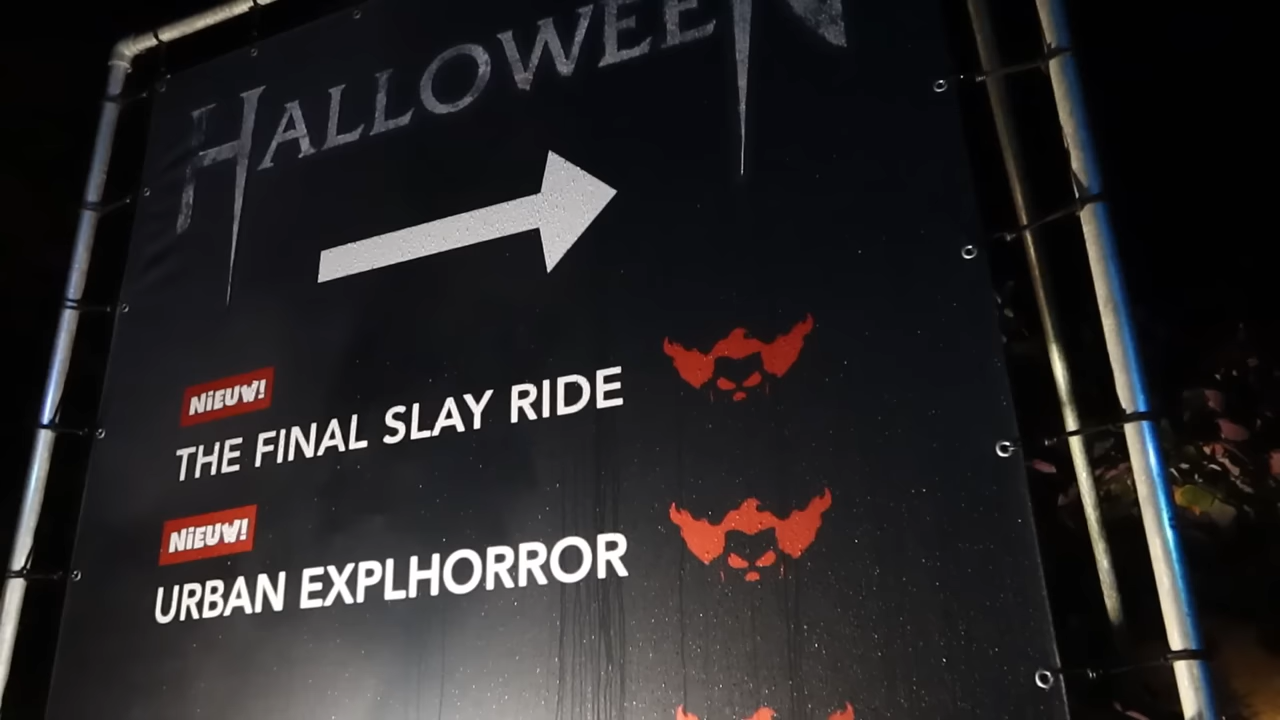 HALLOWEEN
NIEUW!
THE FINAL SLAY RIDE
NIEUW!
URBAN EXPLHORROR